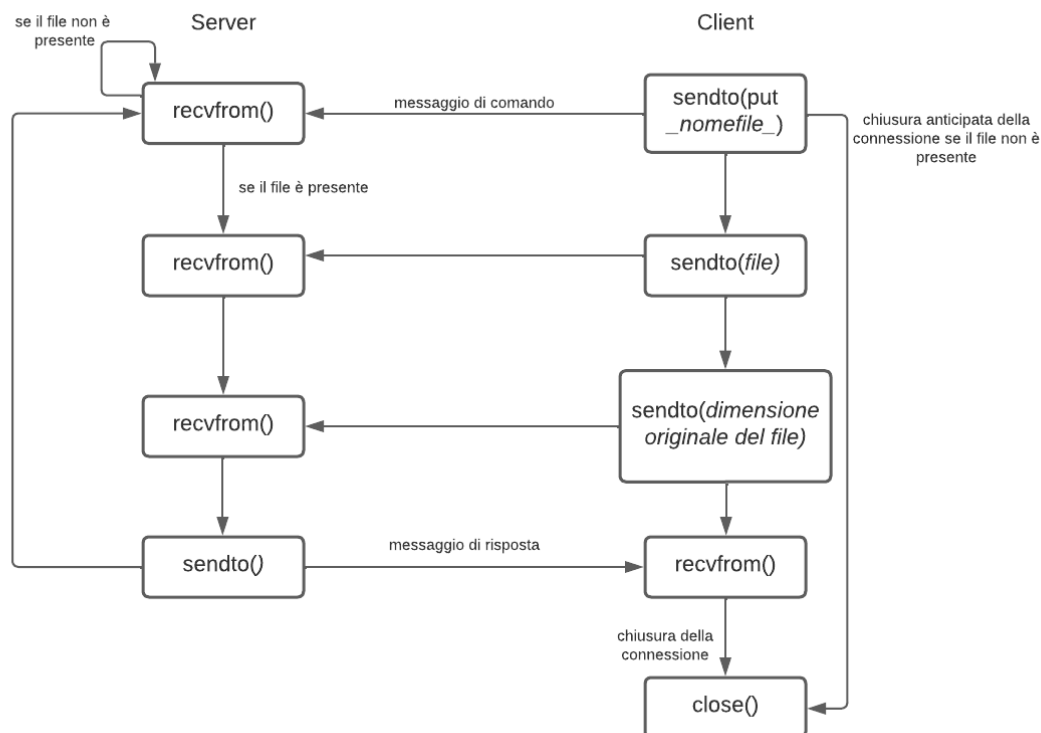 se il file non è
presente
Server
Client
recvfrom()
messaggio di comando
sendto(put
_nomefile_)
chiusura anticipata della
connessione se il file non è
presente
se il file è presente
recvfrom()
sendto(file)
recvfrom()
sendto(dimensione
originale del file)
sendto()
messaggio di risposta
recvfrom()
chiusura della
connessione
close()